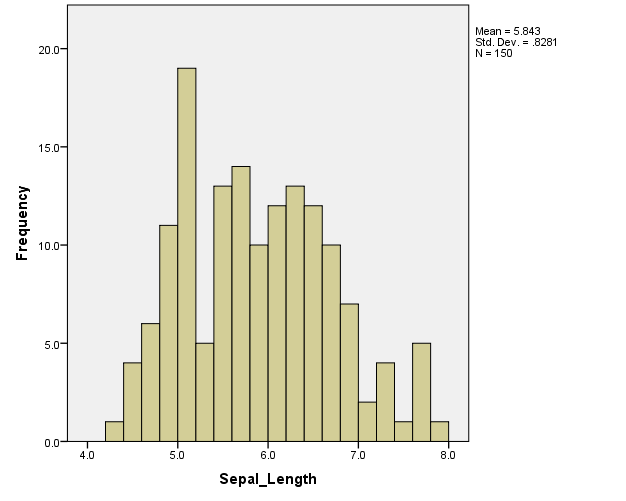 Mean = 5.843
Std. Dev. = .8281
N = 150
20.0
15.0
10.0
5.0
0.0
Frequency
4.0 5.0 6.0 7.0 8.0
Sepal_Length